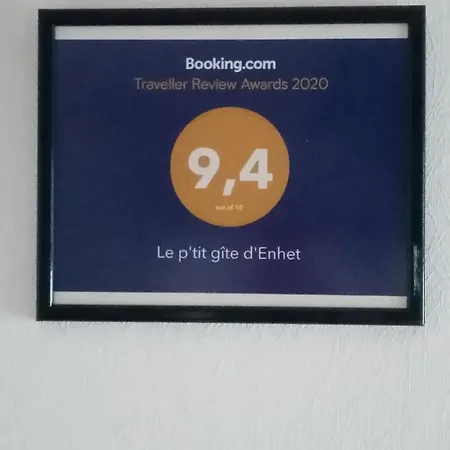 Booking.com
Traveller Review Awards 2020
9,4
out of 10
Le p'tit gîte d'Enhet